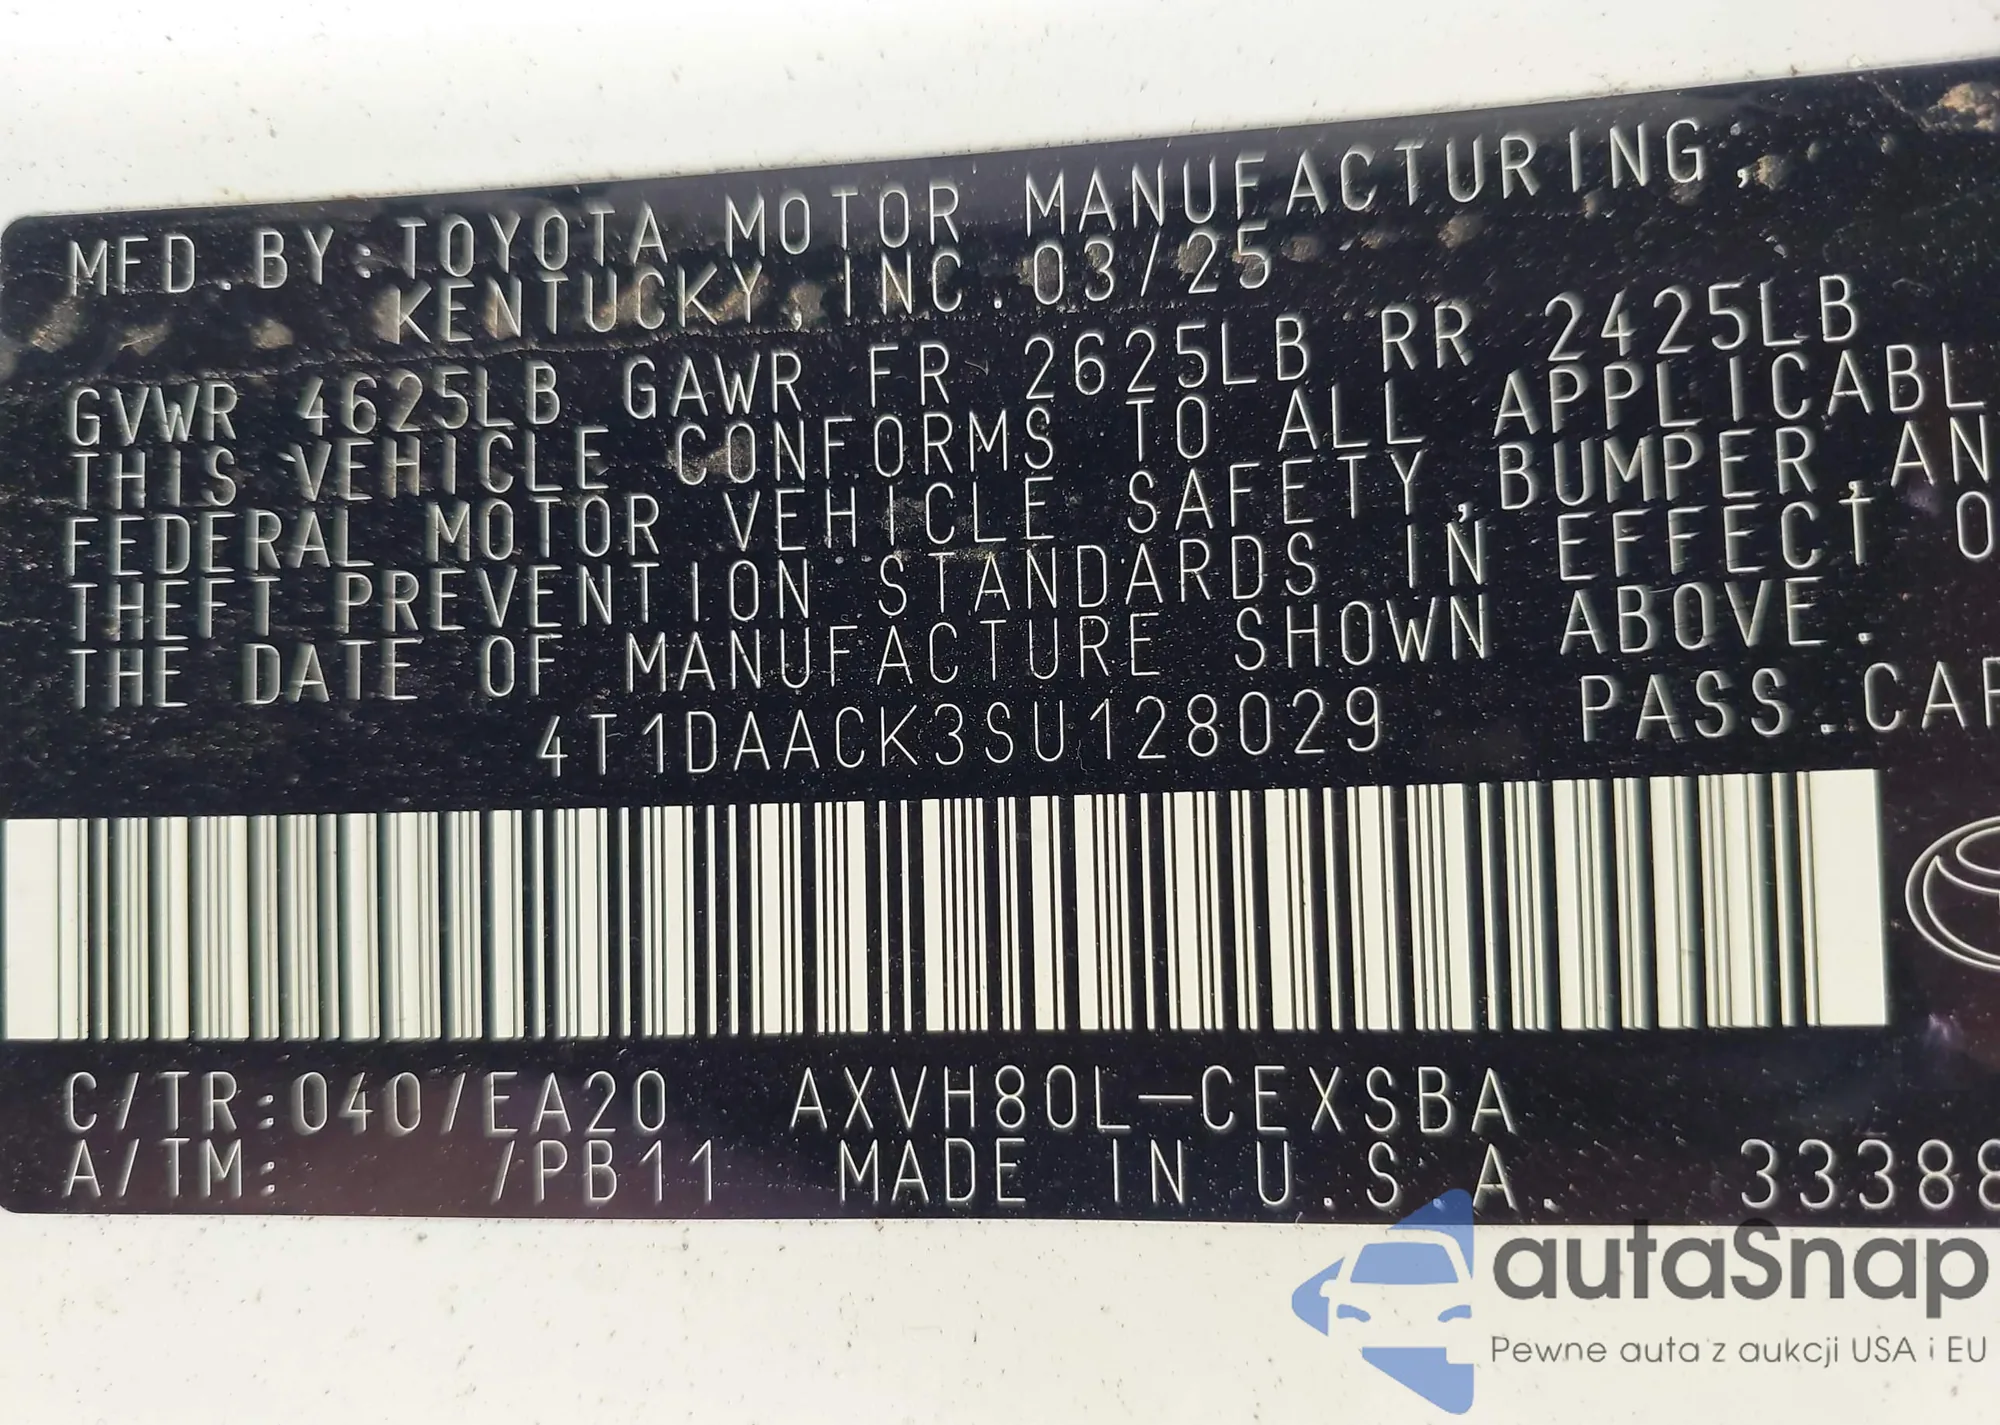 MFD.BY:TOYOTA MOTOR MANUFACTURING,
KENTUCKY, INC.03/25
GVWR 4625LB GAWR FR 2625LB RR 2425LB
THIS VEHICLE CONFORMS TO ALL APPLICABL
FEDERAL MOTOR VEHICLE SAFETY,BUMPER,AN
THEFT PREVENTION STANDARDS IN EFFECT O
THE DATE OF MANUFACTURE SHOWN ABOVE.
4T1DAACK3SU128029 PASS.CAR
C/TR:040/EA20 AXVH80L-CEXSBA
A/TM: /PB11 MADE IN U.S.A. 33388
autaSnap
Pewne auta z aukcji USA i EU